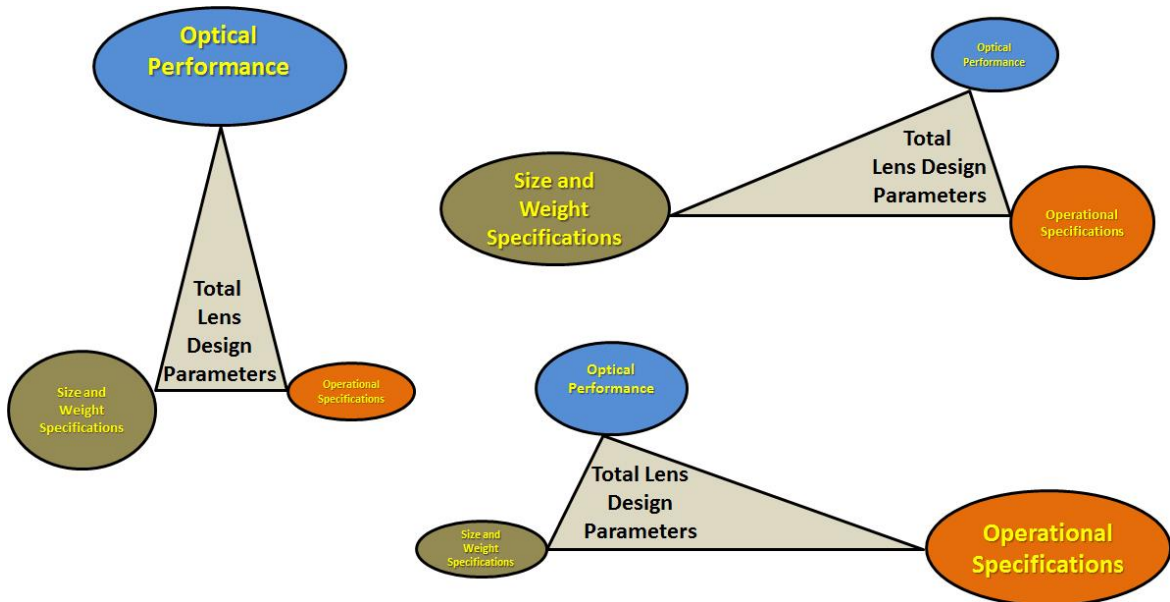 Optical
Performance
Total
Lens
Design
Parameters
Size and
Weight
Specifications
Operational
Specifications
Optical
Performance
Total
Lens Design
Parameters
Size and
Weight
Specifications
Operational
Specifications
Optical
Performance
Total Lens
Design
Parameters
Size and
Weight
Specifications
Operational
Specifications